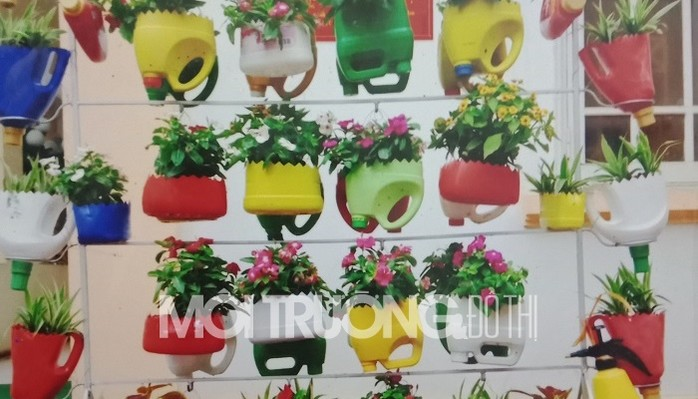 MÔI TRƯỜNG & ĐÔ THỊ